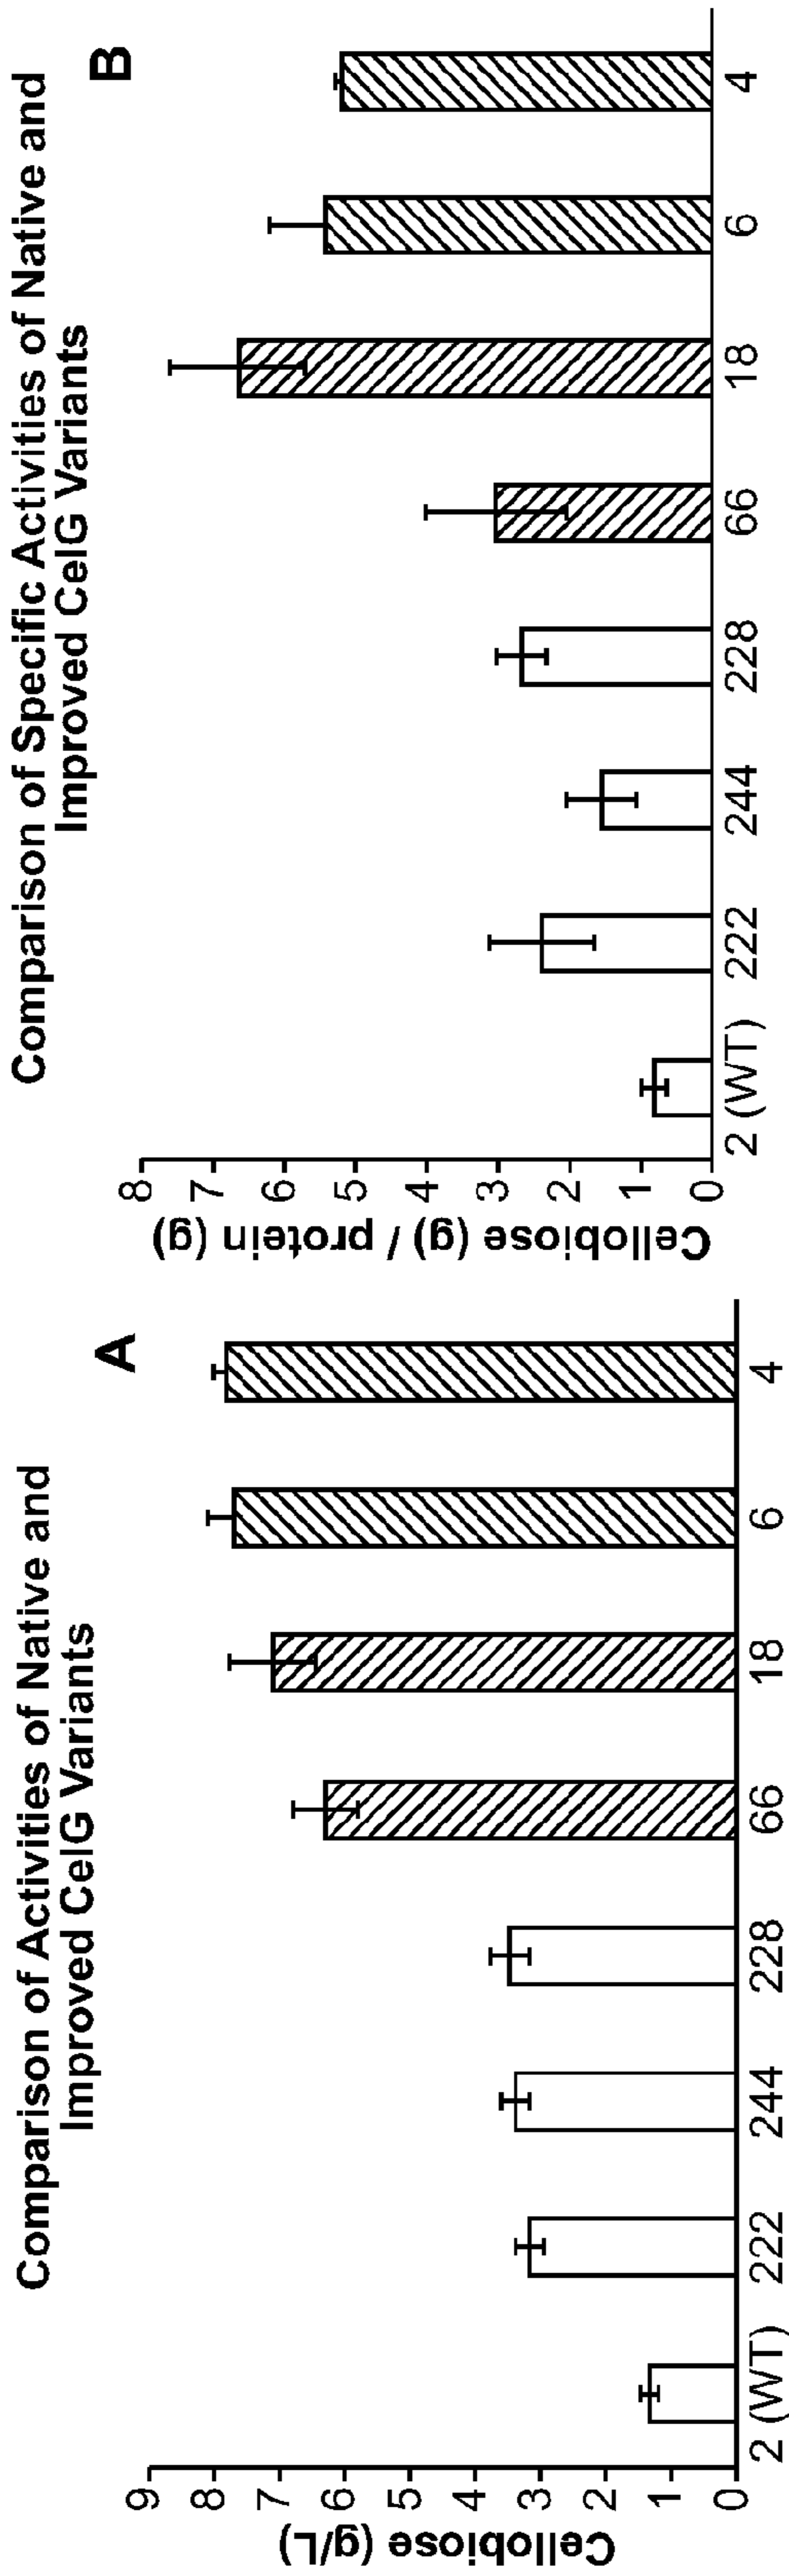 Comparison of Activities of Native and
Improved CelG Variants
A
Cellobiose (g/L)
9
8
7
6
5
4
3
2
1
0
2 (WT) 222 244 228 66 18 6 4
Comparison of Specific Activities of Native and
Improved CelG Variants
B
Cellobiose (g) / protein (g)
8
7
6
5
4
3
2
1
0
2 (WT) 222 244 228 66 18 6 4